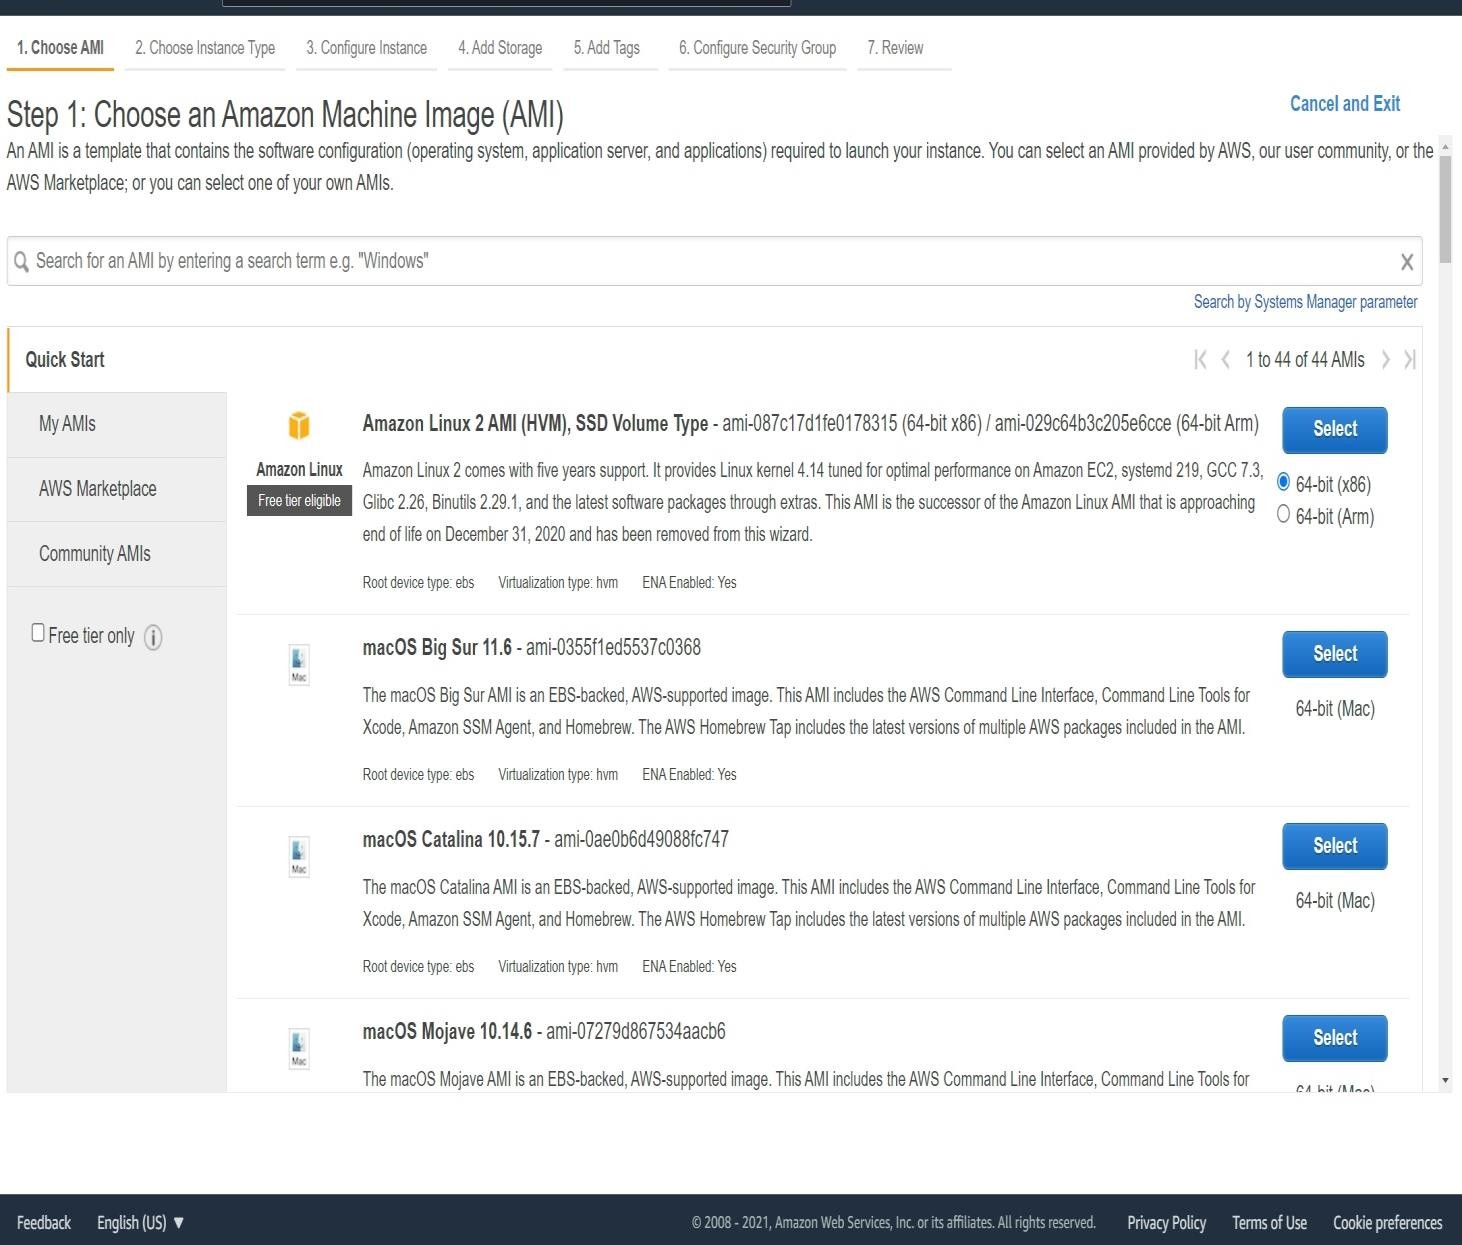 1. Choose AMI 2. Choose Instance Type 3. Configure Instance 4. Add Storage 5. Add Tags 6. Configure Security Group 7. Review
Step 1: Choose an Amazon Machine Image (AMI)
Cancel and Exit
An AMI is a template that contains the software configuration (operating system, application server, and applications) required to launch your instance. You can select an AMI provided by AWS, our user community, or the
AWS Marketplace; or you can select one of your own AMIs.
Search for an AMI by entering a search term e.g. "Windows"
Search by Systems Manager parameter
Quick Start
1 to 44 of 44 AMIs
My AMIs
AWS Marketplace
Community AMIs
Free tier only
Amazon Linux
Free tier eligible
Amazon Linux 2 AMI (HVM), SSD Volume Type - ami-087c17d1fe0178315 (64-bit x86) / ami-029c64b3c205e6cce (64-bit Arm)
Amazon Linux 2 comes with five years support. It provides Linux kernel 4.14 tuned for optimal performance on Amazon EC2, systemd 219, GCC 7.3,
Glibc 2.26, Binutils 2.29.1, and the latest software packages through extras. This AMI is the successor of the Amazon Linux AMI that is approaching
end of life on December 31, 2020 and has been removed from this wizard.
Root device type: ebs Virtualization type: hvm ENA Enabled: Yes
Select
64-bit (x86)
64-bit (Arm)
Mac
macOS Big Sur 11.6 - ami-0355f1ed5537c0368
The macOS Big Sur AMI is an EBS-backed, AWS-supported image. This AMI includes the AWS Command Line Interface, Command Line Tools for
Xcode, Amazon SSM Agent, and Homebrew. The AWS Homebrew Tap includes the latest versions of multiple AWS packages included in the AMI.
Root device type: ebs Virtualization type: hvm ENA Enabled: Yes
Select
64-bit (Mac)
Mac
macOS Catalina 10.15.7 - ami-0ae0b6d49088fc747
The macOS Catalina AMI is an EBS-backed, AWS-supported image. This AMI includes the AWS Command Line Interface, Command Line Tools for
Xcode, Amazon SSM Agent, and Homebrew. The AWS Homebrew Tap includes the latest versions of multiple AWS packages included in the AMI.
Root device type: ebs Virtualization type: hvm ENA Enabled: Yes
Select
64-bit (Mac)
Mac
macOS Mojave 10.14.6 - ami-07279d867534aacb6
The macOS Mojave AMI is an EBS-backed, AWS-supported image. This AMI includes the AWS Command Line Interface, Command Line Tools for
Select
64-bit (Mac)
Feedback English (US)
© 2008 - 2021, Amazon Web Services, Inc. or its affiliates. All rights reserved. Privacy Policy Terms of Use Cookie preferences